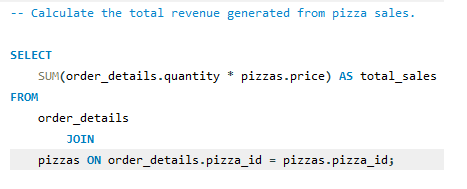 -- Calculate the total revenue generated from pizza sales.
SELECT
SUM(order_details.quantity * pizzas.price) AS total_sales
FROM
order_details
JOIN
pizzas ON order_details.pizza_id = pizzas.pizza_id;